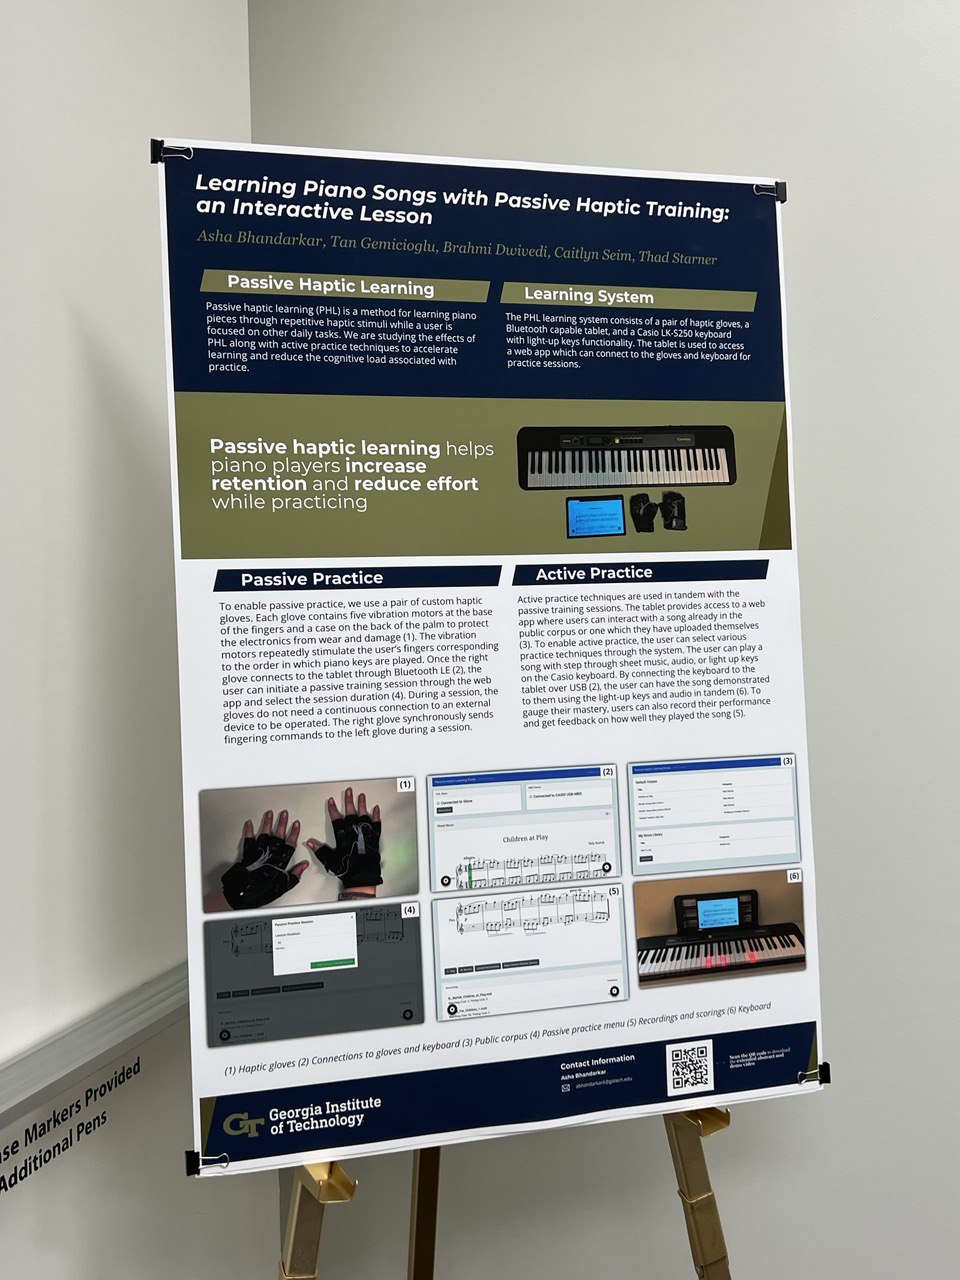 Learning Piano Songs with Passive Haptic Training:
an Interactive Lesson
Asha Bhandarkar, Tan Gemicioglu, Brahmi Dwivedi, Caitlyn Seim, Thad Starner
Passive Haptic Learning
Passive haptic learning (PHL) is a method for learning piano
pieces through repetitive haptic stimuli while a user is
focused on other daily tasks. We are studying the effects of
PHL along with active practice techniques to accelerate
learning and reduce the cognitive load associated with
practice.
Learning System
The PHL learning system consists of a pair of haptic gloves, a
Bluetooth capable tablet, and a Casio LK-S250 keyboard
with light-up keys functionality. The tablet is used to access
a web app which can connect to the gloves and keyboard for
practice sessions.
Passive haptic learning helps
piano players increase
retention and reduce effort
while practicing
Passive Practice
To enable passive practice, we use a pair of custom haptic
gloves. Each glove contains five vibration motors at the base
of the fingers and a case on the back of the palm to protect
the electronics from wear and damage (1). The vibration
motors repeatedly stimulate the user's fingers corresponding
to the order in which piano keys are played. Once the right
glove connects to the tablet through Bluetooth LE (2), the
user can initiate a passive training session through the web
app and select the session duration (4). During a session, the
gloves do not need a continuous connection to an external
device to be operated. The right glove synchronously sends
fingering commands to the left glove during a session.
Active Practice
Active practice techniques are used in tandem with the
passive training sessions. The tablet provides access to a web
app where users can interact with a song already in the
public corpus or one which they have uploaded themselves
(3). To enable active practice, the user can select various
practice techniques through the system. The user can play a
song with step through sheet music, audio, or light up keys
on the Casio keyboard. By connecting the keyboard to the
tablet over USB (2), the user can have the song demonstrated
to them using the light-up keys and audio in tandem (6). To
gauge their mastery, users can also record their performance
and get feedback on how well they played the song (5).
(1)
(2)
Connected to Glove
Connected to CASIO USB-MIDI
Sheet Music
Children at Play
Allegro
(3)
Default Corpus
(4)
Passive Practice Session
Lesson Duration
(5)
(6)
(1) Haptic gloves (2) Connections to gloves and keyboard (3) Public corpus (4) Passive practice menu (5) Recordings and scorings (6) Keyboard
GT Georgia Institute
of Technology
Contact Information
Asha Bhandarkar
abhandarkar6@gatech.edu
Scan the QR code to download
the extended abstract and
demo video
se Markers Provided
Additional Pens